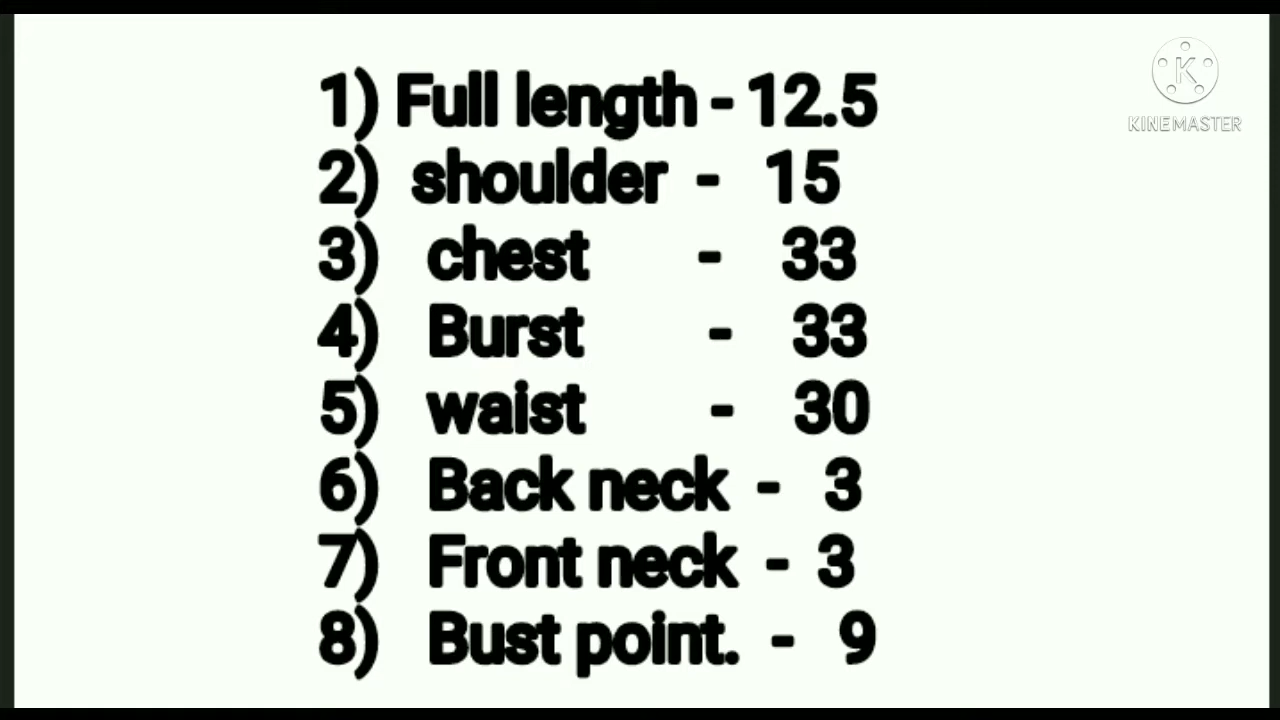 1) Full length - 12.5
2) shoulder - 15
3) chest - 33
4) Burst - 33
5) waist - 30
6) Back neck - 3
7) Front neck - 3
8) Bust point. - 9
K
KINEMASTER